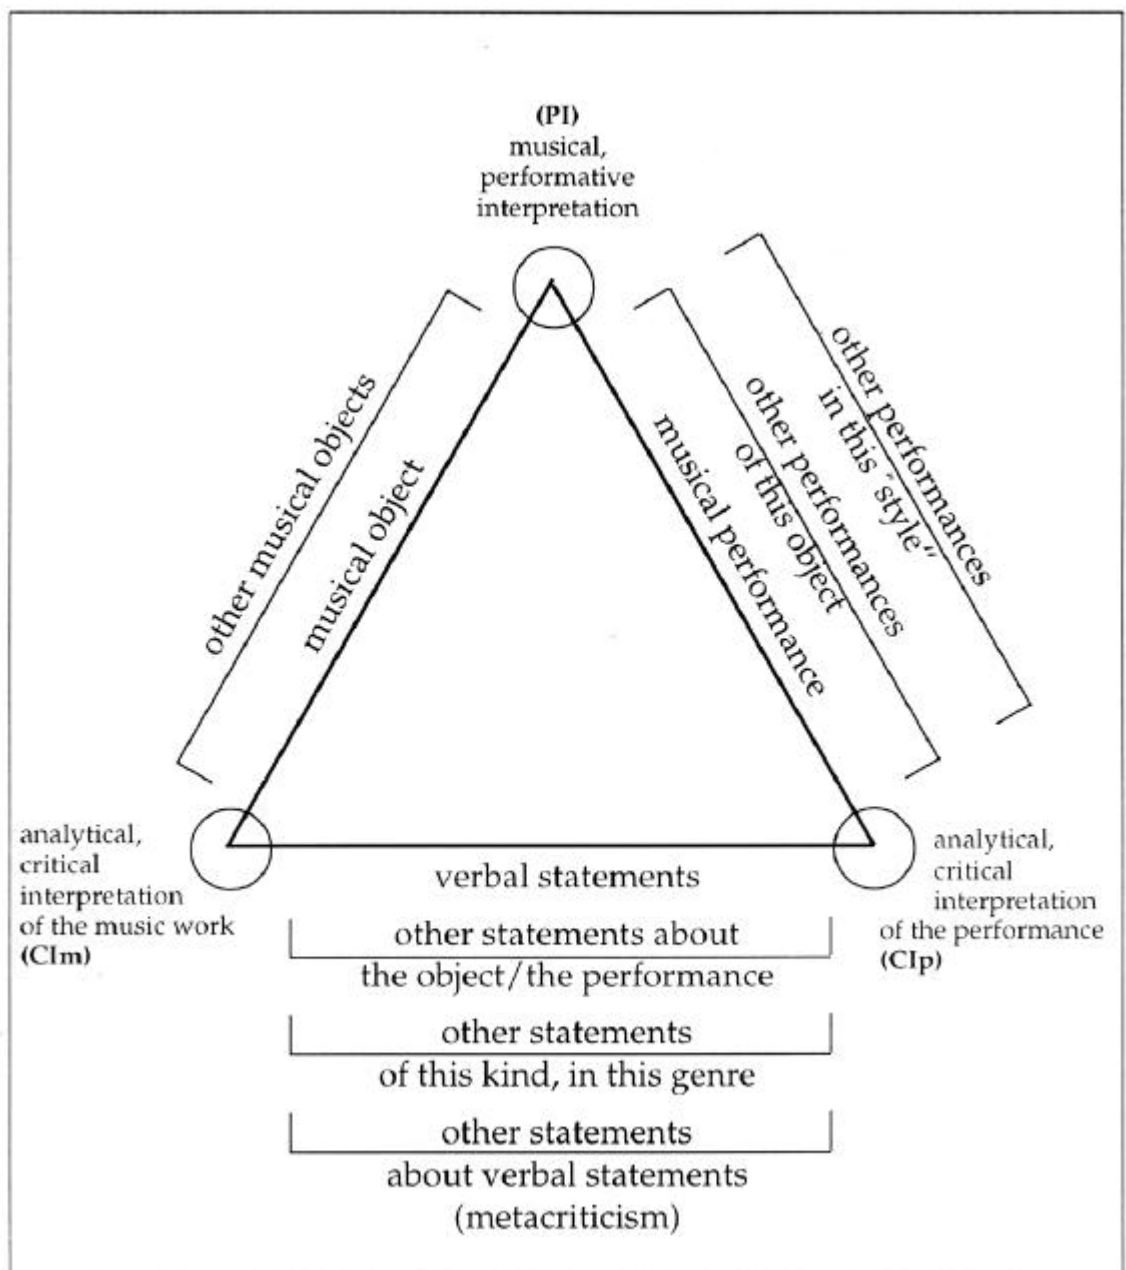 (PI)
musical,
performative
interpretation
other musical objects
musical object
musical performance
other performances
of this object
other performances
in this "style"
analytical,
critical
interpretation
of the music work
(CIm)
analytical,
critical
interpretation
of the performance
(CIp)
verbal statements
other statements about
the object/the performance
other statements
of this kind, in this genre
other statements
about verbal statements
(metacriticism)